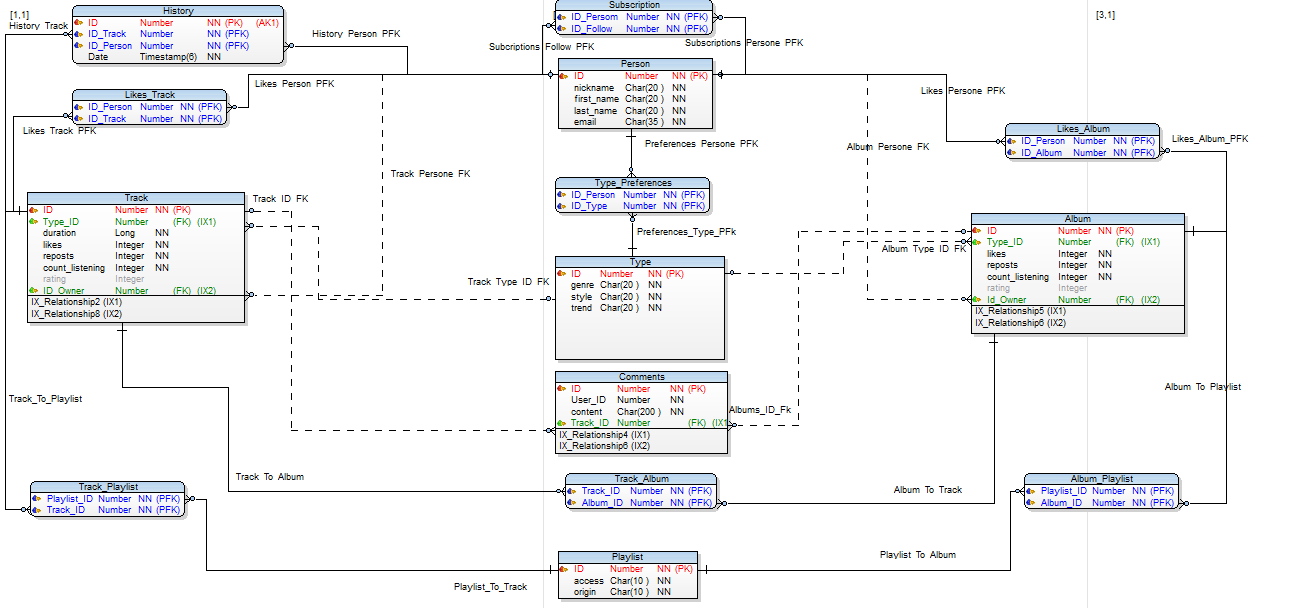 [1,1]
History Track
History
ID Number NN (PK) (AK1)
ID_Track Number NN (PFK)
ID_Person Number NN (PFK)
Date Timestamp(6) NN
History Person PFK
Subscription
ID_Persom Number NN (PFK)
ID_Follow Number NN (PFK)
Subcriptions Follow PFK
Subscriptions Persone PFK
[3,1]
Likes Person PFK
Likes_Track
ID_Person Number NN (PFK)
ID_Track Number NN (PFK)
Likes Track PFK
Person
ID Number NN (PK)
nickname Char(20 ) NN
first_name Char(20 ) NN
last_name Char(20 ) NN
email Char(35 ) NN
Likes Persone PFK
Likes_Album
ID_Person Number NN (PFK)
ID_Album Number NN (PFK)
Likes_Album_PFK
Preferences Persone PFK
Album Persone FK
Track Persone FK
Type_Preferences
ID_Person Number NN (PFK)
ID_Type Number NN (PFK)
Preferences_Type_PFk
Track
ID Number NN (PK)
Type_ID Number (FK) (IX1)
duration Long NN
likes Integer NN
reposts Integer NN
count_listening Integer NN
rating Integer
ID_Owner Number (FK) (IX2)
IX_Relationship2 (IX1)
IX_Relationship8 (IX2)
Track ID FK
Track Type ID FK
Type
ID Number NN (PK)
genre Char(20 ) NN
style Char(20 ) NN
trend Char(20 ) NN
Album Type ID FK
Album
ID Number NN (PK)
Type_ID Number (FK) (IX1)
likes Integer NN
reposts Integer NN
count_listening Integer NN
rating Integer
Id_Owner Number (FK) (IX2)
IX_Relationship5 (IX1)
IX_Relationship6 (IX2)
Comments
ID Number NN (PK)
User_ID Number NN
content Char(200 ) NN
Track_ID Number (FK) (IX1
IX_Relationship4 (IX1)
IX_Relationship6 (IX2)
Albums_ID_Fk
Track_To_Playlist
Album To Playlist
Track To Album
Track_Playlist
Playlist_ID Number NN (PFK)
Track_ID Number NN (PFK)
Track_Album
Track_ID Number NN (PFK)
Album_ID Number NN (PFK)
Album To Track
Album_Playlist
Playlist_ID Number NN (PFK)
Album_ID Number NN (PFK)
Playlist_To_Track
Playlist
ID Number NN (PK)
access Char(10 ) NN
origin Char(10 ) NN
Playlist To Album